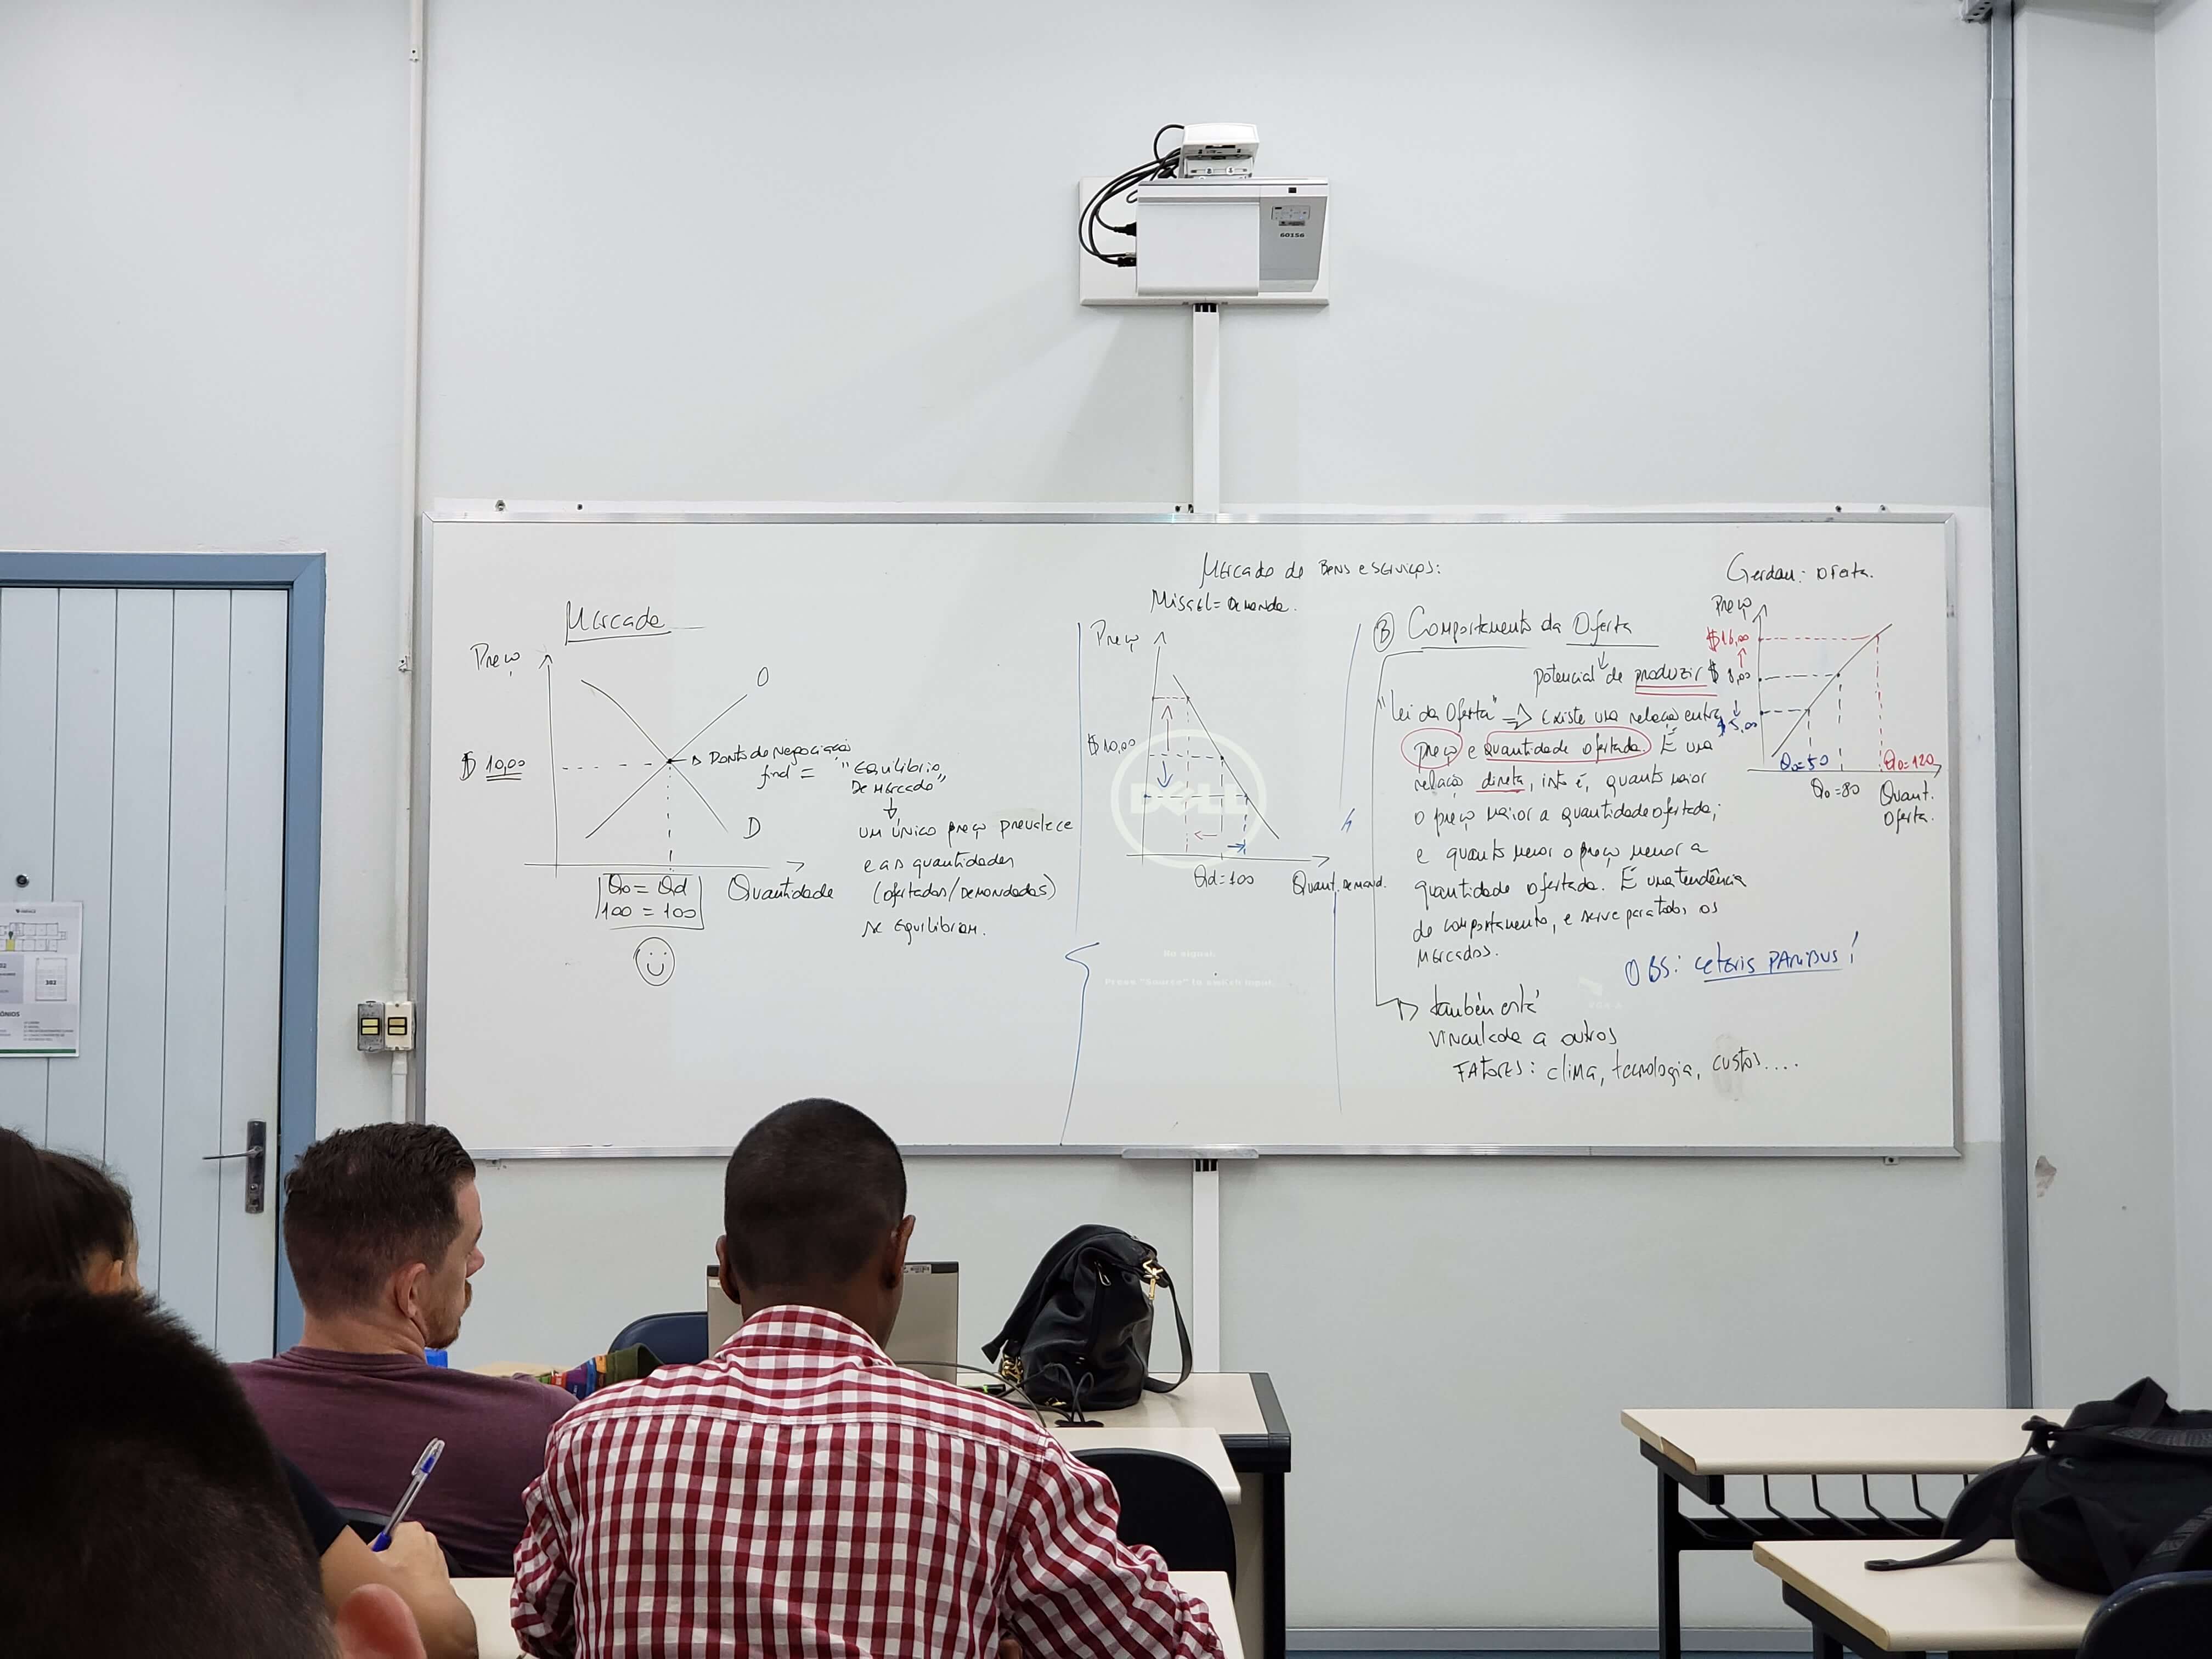 60156
Mercado
Preço
O
$ 10,00
Ponto de negociação
final = "Equilíbrio
De Mercado"
um único preço prevalece
e as quantidades
(ofertadas/Demandadas)
se equilibram.
D
Qo = Qd
100 = 100
Quantidade
Mercado de Bens e serviços:
Misael = Demanda.
Preço
$ 10,00
DELL
Qd = 100
Quant. Demand.
No signal.
Press "Source" to switch input.
B Comportamento da Oferta
potencial de produzir
"Lei da Oferta" => Existe uma relação entre
preço e quantidade ofertada. É uma
relação direta, isto é, quanto maior
o preço maior a quantidade ofertada;
e quanto menor o preço menor a
quantidade ofertada. É uma tendência
de comportamento, e serve para todos os
mercados.
OBS: ceteris PARIBUS!
também está
vinculada a outros
FATORES: clima, tecnologia, custos....
Gerdau: oferta.
Preço
$ 16,00
$ 8,00
$ 5,00
Qo = 50
Qo = 80
Qo = 120
Quant.
Oferta.
302